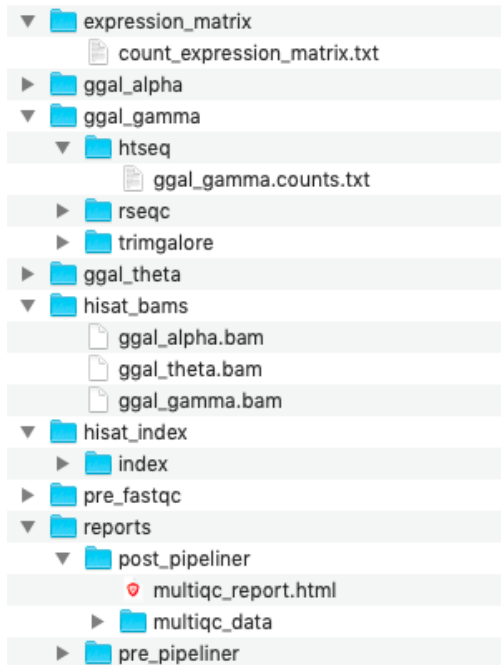 expression_matrix
count_expression_matrix.txt
ggal_alpha
ggal_gamma
htseq
ggal_gamma.counts.txt
rseqc
trimgalore
ggal_theta
hisat_bams
ggal_alpha.bam
ggal_theta.bam
ggal_gamma.bam
hisat_index
index
pre_fastqc
reports
post_pipeliner
multiqc_report.html
multiqc_data
pre_pipeliner